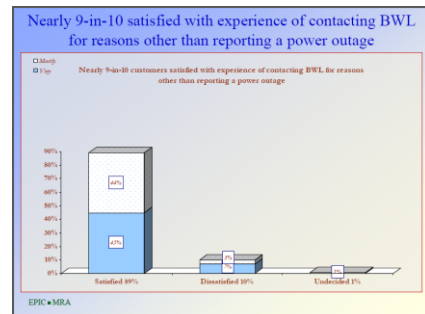 Nearly 9-in-10 satisfied with experience of contacting BWL
for reasons other than reporting a power outage
Nearly 9-in-10 customers satisfied with experience of contacting BWL for reasons
other than reporting a power outage
Mostly
Very
90%
80%
70%
60%
50%
40%
30%
20%
10%
0%
44%
45%
3%
7%
1%
Satisfied 89%
Dissatisfied 10%
Undecided 1%
EPIC ▪ MRA